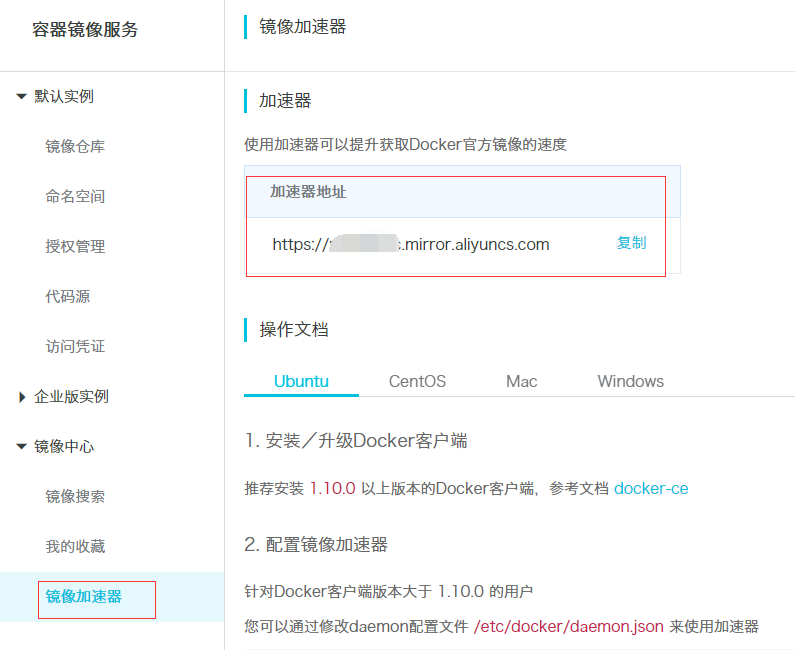 容器镜像服务
默认实例
镜像仓库
命名空间
授权管理
代码源
访问凭证
企业版实例
镜像中心
镜像搜索
我的收藏
镜像加速器
镜像加速器
加速器
使用加速器可以提升获取Docker官方镜像的速度
加速器地址
https:// .mirror.aliyuncs.com 复制
操作文档
Ubuntu CentOS Mac Windows
1. 安装／升级Docker客户端
推荐安装 1.10.0 以上版本的Docker客户端，参考文档 docker-ce
2. 配置镜像加速器
针对Docker客户端版本大于 1.10.0 的用户
您可以通过修改daemon配置文件 /etc/docker/daemon.json 来使用加速器